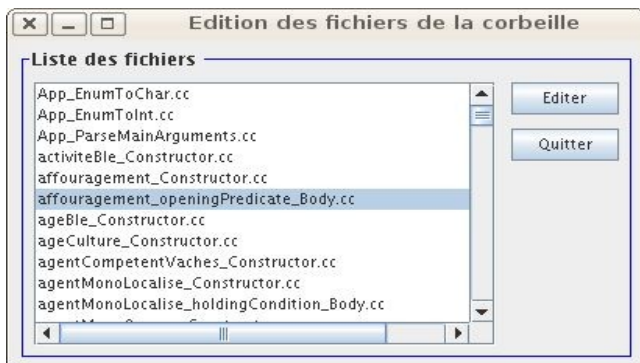 Edition des fichiers de la corbeille
Liste des fichiers
App_EnumToChar.cc
App_EnumToInt.cc
App_ParseMainArguments.cc
activiteBle_Constructor.cc
affouragement_Constructor.cc
affouragement_openingPredicate_Body.cc
ageBle_Constructor.cc
ageCulture_Constructor.cc
agentCompetentVaches_Constructor.cc
agentMonoLocalise_Constructor.cc
agentMonoLocalise_holdingCondition_Body.cc
Editer
Quitter